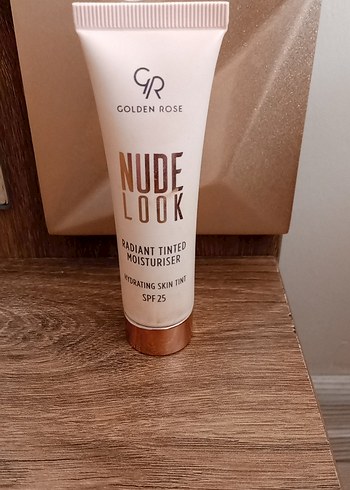 GR
GOLDEN ROSE
NUDE
LOOK
RADIANT TINTED
MOISTURISER
HYDRATING SKIN TINT
SPF 25